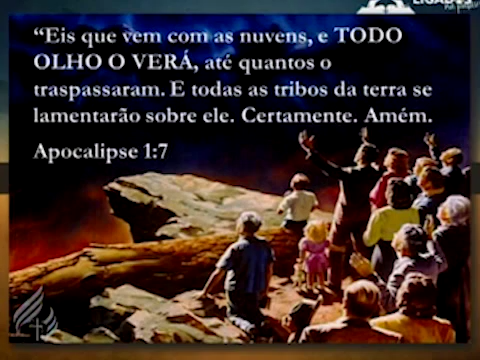 “Eis que vem com as nuvens, e TODO
OLHO O VERÁ, até quantos o
traspassaram. E todas as tribos da terra se
lamentarão sobre ele. Certamente. Amém.
Apocalipse 1:7